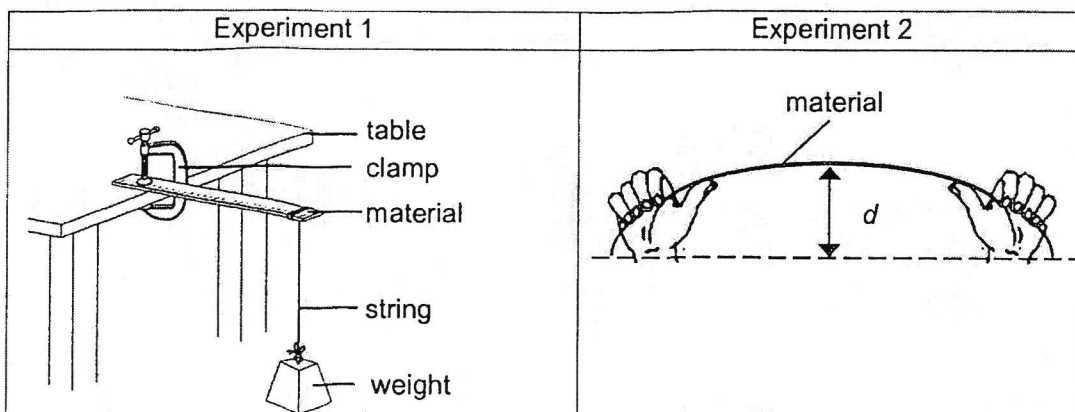 Experiment 1
Experiment 2
table
clamp
material
string
weight
material
d